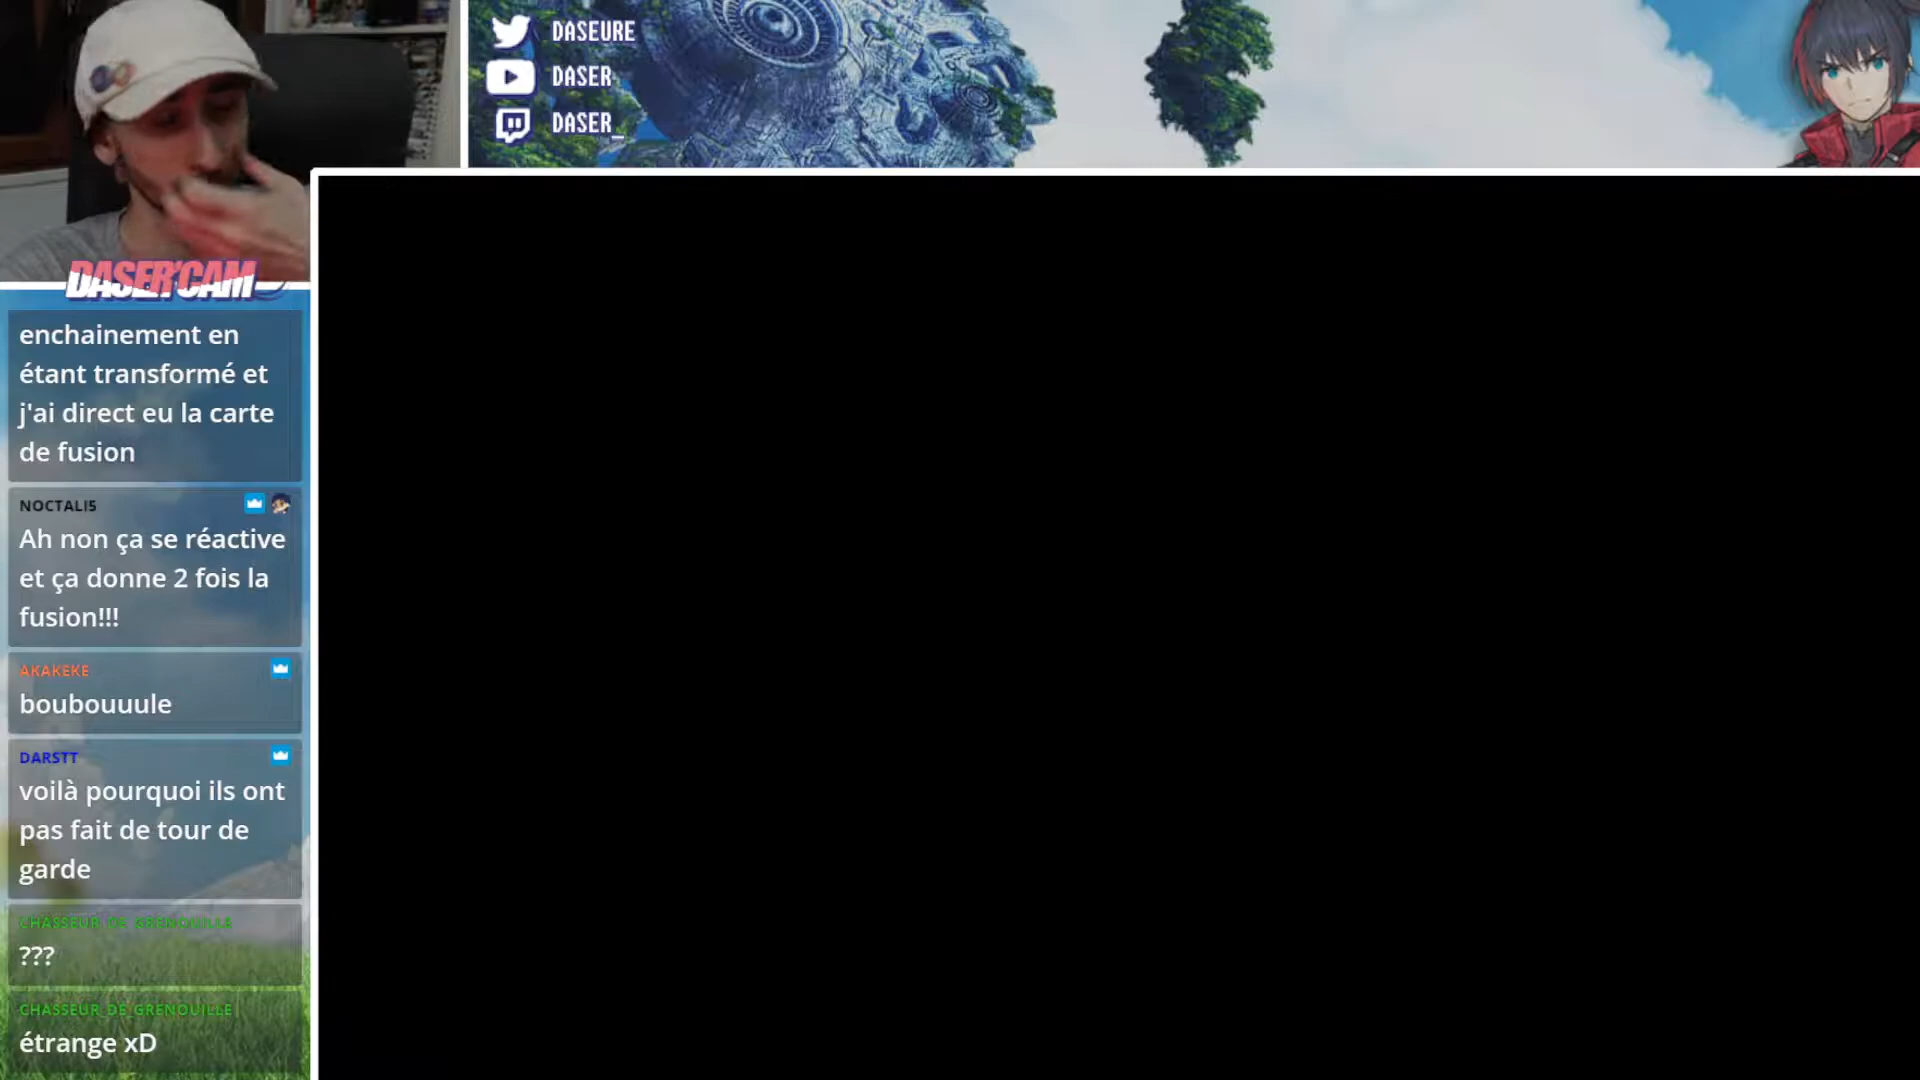 DASEURE
DASER
DASER_
DASER'CAM
enchainement en
étant transformé et
j'ai direct eu la carte
de fusion
NOCTALI5
Ah non ça se réactive
et ça donne 2 fois la
fusion!!!
AKAKEKE
boubouuule
DARSTT
voilà pourquoi ils ont
pas fait de tour de
garde
CHASSEUR_DE_GRENOUILLE
???
CHASSEUR_DE_GRENOUILLE
étrange xD